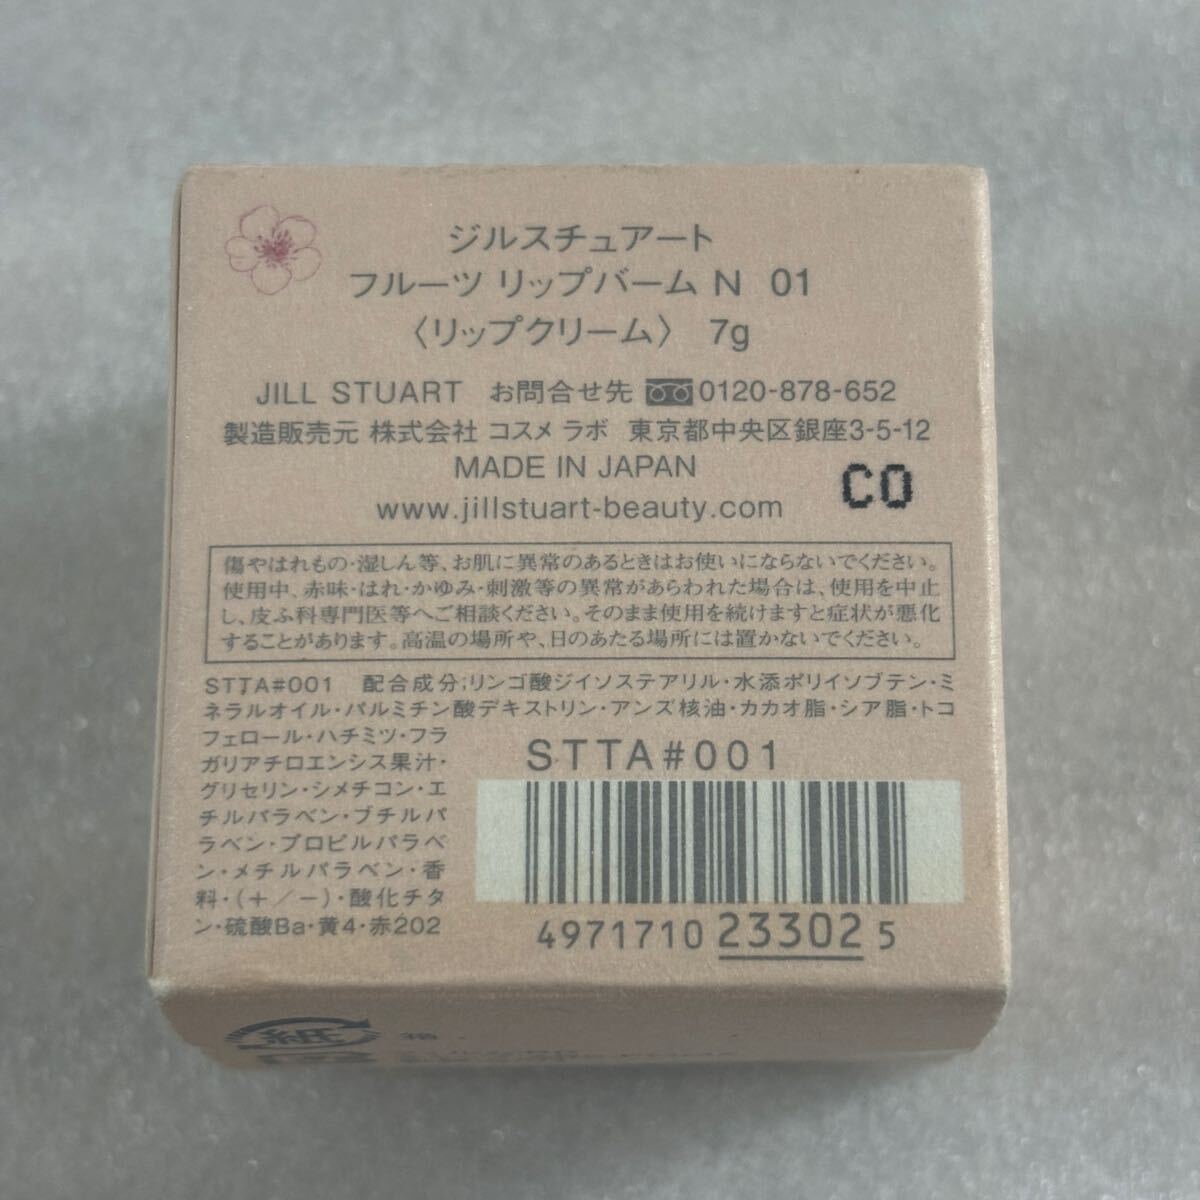 ジルスチュアート
フルーツ リップバーム N 01
〈リップクリーム〉 7g
JILL STUART お問合せ先 0120-878-652
製造販売元 株式会社 コスメ ラボ 東京都中央区銀座3-5-12
MADE IN JAPAN
CO
www.jillstuart-beauty.com
傷やはれもの・湿しん等、お肌に異常のあるときはお使いにならないでください。
使用中、赤味・はれ・かゆみ・刺激等の異常があらわれた場合は、使用を中止
し、皮ふ科専門医等へご相談ください。そのまま使用を続けますと症状が悪化
することがあります。高温の場所や、日のあたる場所には置かないでください。
STTA#001 配合成分;リンゴ酸ジイソステアリル・水添ポリイソブテン・ミ
ネラルオイル・パルミチン酸デキストリン・アンズ核油・カカオ脂・シア脂・トコ
フェロール・ハチミツ・フラ
ガリアチロエンシス果汁・
グリセリン・シメチコン・エ
チルパラベン・ブチルパ
ラベン・プロピルパラベ
ン・メチルパラベン・香
料・(+/−)・酸化チタ
ン・硫酸Ba・黄4・赤202
STTA#001
4971710 23302 5
紙 箱